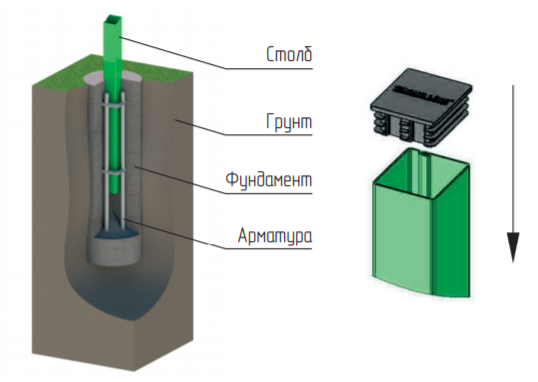 Столб
Грунт
Фундамент
Арматура